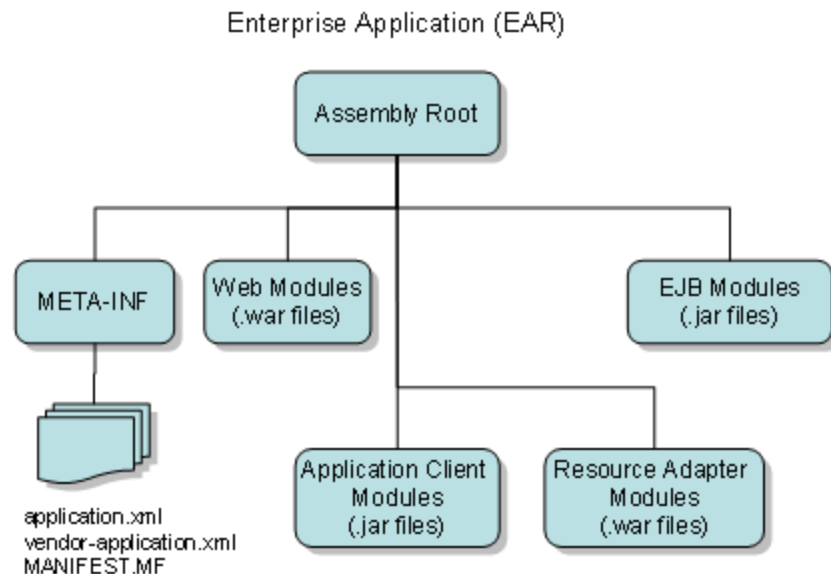 Enterprise Application (EAR)
Assembly Root
META-INF
Web Modules
(.war files)
EJB Modules
(.jar files)
application.xml
vendor-application.xml
MANIFEST.MF
Application Client
Modules
(.jar files)
Resource Adapter
Modules
(.war files)